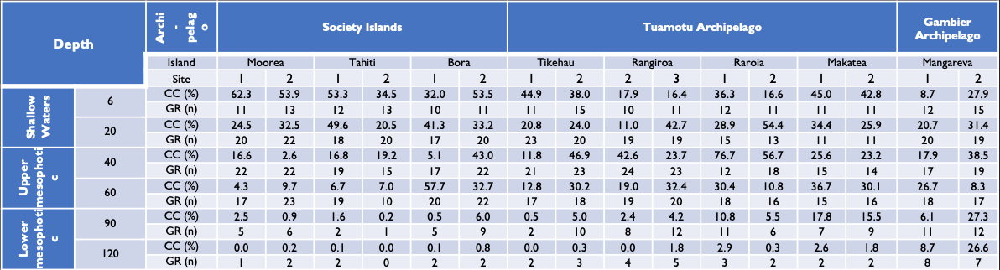 Depth Archi-pelago Society Islands Tuamotu Archipelago Gambier Archipelago
Island Moorea Tahiti Bora Tikehau Rangiroa Raroia Makatea Mangareva
Site 1 2 1 2 1 2 1 2 2 3 1 2 1 2 1 2
Shallow Waters 6 CC (%) 62.3 53.9 53.3 34.5 32.0 53.5 44.9 38.0 17.9 16.4 36.3 16.6 45.0 42.8 8.7 27.9
GR (n) 11 13 12 13 10 11 11 15 10 11 12 11 11 11 12 15
20 CC (%) 24.5 32.5 49.6 20.5 41.3 33.2 20.8 24.0 11.0 42.7 28.9 54.4 34.4 25.9 20.7 31.4
GR (n) 20 22 18 20 17 20 23 20 19 19 15 13 11 11 20 19
Upper mesophotic 40 CC (%) 16.6 2.6 16.8 19.2 5.1 43.0 11.8 46.9 42.6 23.7 76.7 56.7 25.6 23.2 17.9 38.5
GR (n) 22 22 19 15 17 22 21 23 24 23 12 18 15 14 17 19
60 CC (%) 4.3 9.7 6.7 7.0 57.7 32.7 12.8 30.2 19.0 32.4 30.4 10.8 36.7 30.1 26.7 8.3
GR (n) 17 23 19 10 20 22 17 18 19 20 18 16 15 16 18 17
Lower mesophotic 90 CC (%) 2.5 0.9 1.6 0.2 0.5 6.0 0.5 5.0 2.4 4.2 10.8 5.5 17.8 15.5 6.1 27.3
GR (n) 5 6 2 1 5 9 2 10 8 12 11 6 7 9 11 12
120 CC (%) 0.0 0.2 0.1 0.0 0.1 0.8 0.0 0.3 0.0 1.8 2.9 0.3 2.6 1.8 8.7 26.6
GR (n) 1 2 2 0 2 2 2 3 4 5 3 2 2 2 8 7